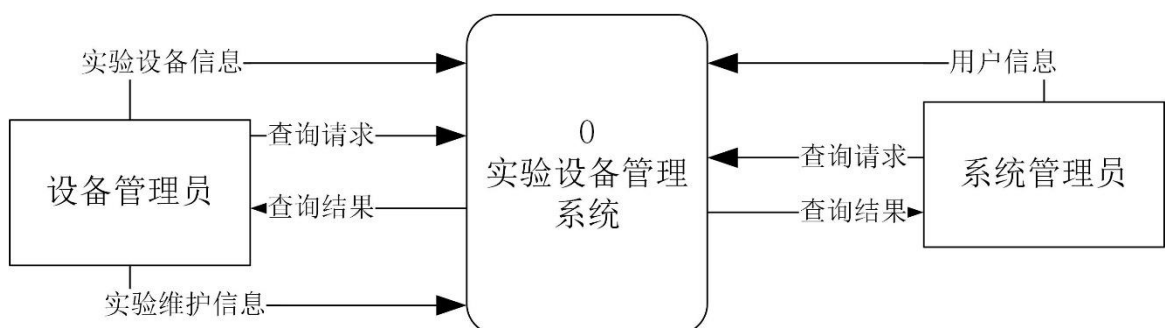 实验设备信息
用户信息
查询请求
0
实验设备管理
系统
查询请求
设备管理员
系统管理员
查询结果
查询结果
实验维护信息